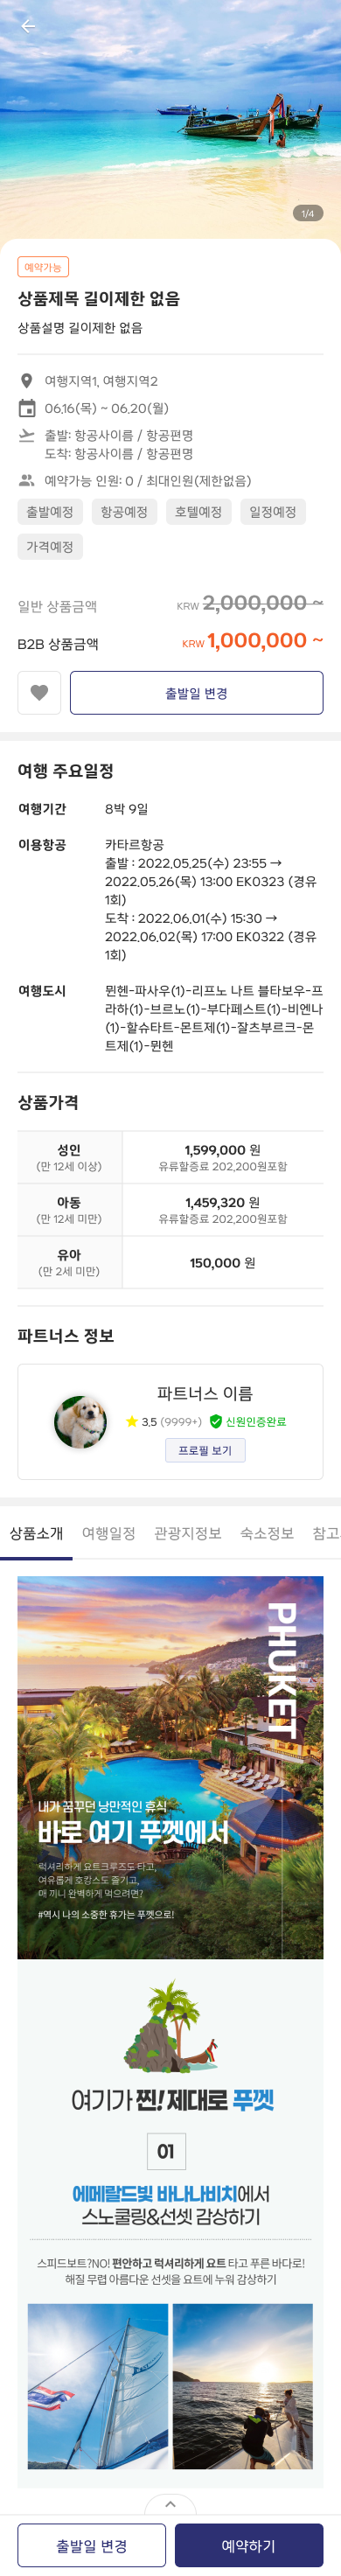 1/4
예약가능
상품제목 길이제한 없음
상품설명 길이제한 없음
여행지역1, 여행지역2
06.16(목) ~ 06.20(월)
출발: 항공사이름 / 항공편명
도착: 항공사이름 / 항공편명
예약가능 인원: 0 / 최대인원(제한없음)
출발예정 항공예정 호텔예정 일정예정
가격예정
일반 상품금액 KRW 2,000,000 ~
B2B 상품금액 KRW 1,000,000 ~
출발일 변경
여행 주요일정
여행기간 8박 9일
이용항공 카타르항공
출발 : 2022.05.25(수) 23:55 →
2022.05.26(목) 13:00 EK0323 (경유
1회)
도착 : 2022.06.01(수) 15:30 →
2022.06.02(목) 17:00 EK0322 (경유
1회)
여행도시 뮌헨-파사우(1)-리프노 나트 블타보우-프
라하(1)-브르노(1)-부다페스트(1)-비엔나
(1)-할슈타트-몬트제(1)-잘츠부르크-몬
트제(1)-뮌헨
상품가격
성인 1,599,000 원
(만 12세 이상) 유류할증료 202,200원포함
아동 1,459,320 원
(만 12세 미만) 유류할증료 202,200원포함
유아 150,000 원
(만 2세 미만)
파트너스 정보
파트너스 이름
3.5 (9999+) 신원인증완료
프로필 보기
상품소개 여행일정 관광지정보 숙소정보 참고
PHUKET
내가 꿈꾸던 낭만적인 휴식
바로 여기 푸껫에서
럭셔리하게 요트크루즈도 타고,
여유롭게 호캉스도 즐기고,
매 끼니 완벽하게 먹으려면?
#역시 나의 소중한 휴가는 푸껫으로!
여기가 찐! 제대로 푸껫
01
에메랄드빛 바나나비치에서
스노쿨링&선셋 감상하기
스피드보트?NO! 편안하고 럭셔리하게 요트 타고 푸른 바다로!
해질 무렵 아름다운 선셋을 요트에 누워 감상하기
출발일 변경 예약하기